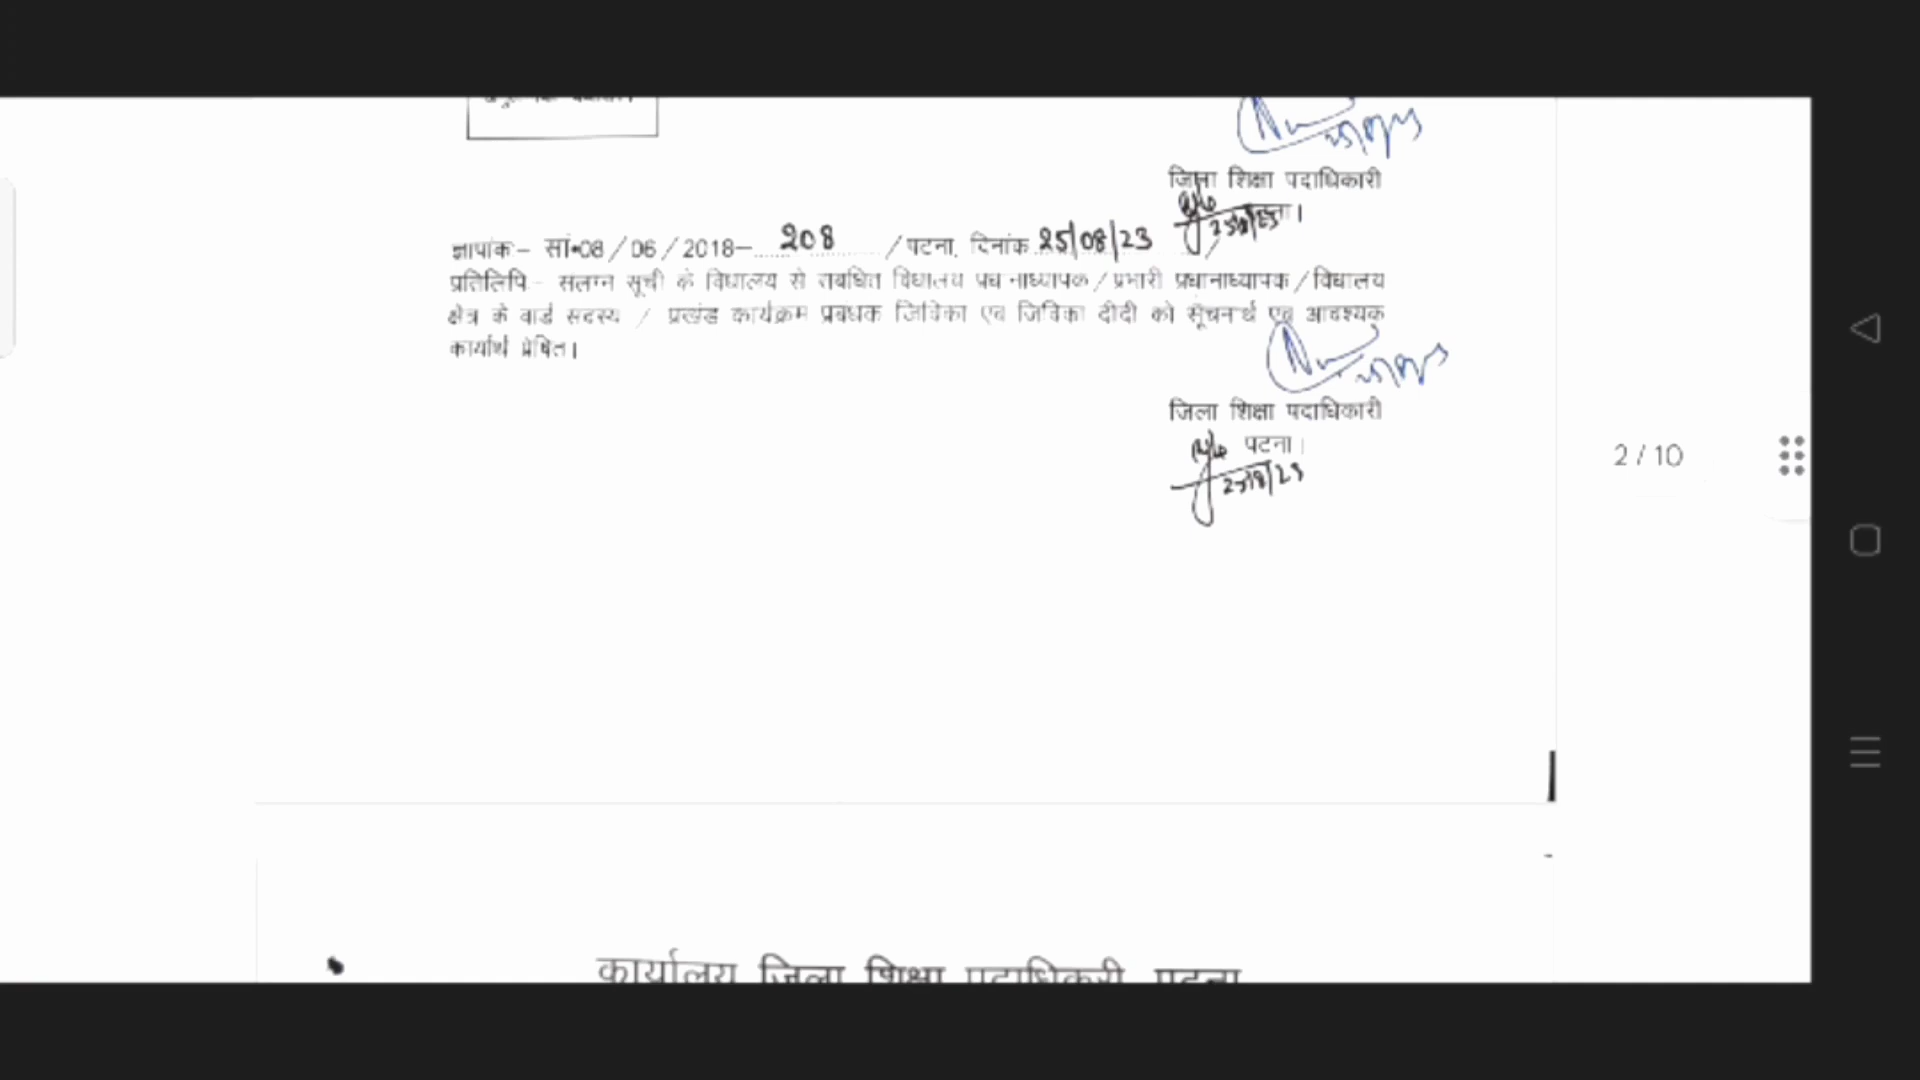 जिला शिक्षा पदाधिकारी
ज्ञापांक:- सां•08/06/2018-.....208...../पटना, दिनांक 25/08/23
प्रतिलिपि:- संलग्न सूची के विद्यालय से संबंधित विद्यालय प्रधानाध्यापक/प्रभारी प्रधानाध्यापक/विद्यालय
क्षेत्र के वार्ड सदस्य / प्रखंड कार्यक्रम प्रबंधक जिविका एवं जिविका दीदी को सूचनार्थ एवं आवश्यक
कार्यार्थ प्रेषित।
जिला शिक्षा पदाधिकारी
पटना।
2 / 10
कार्यालय जिला शिक्षा पदाधिकरी, पटना